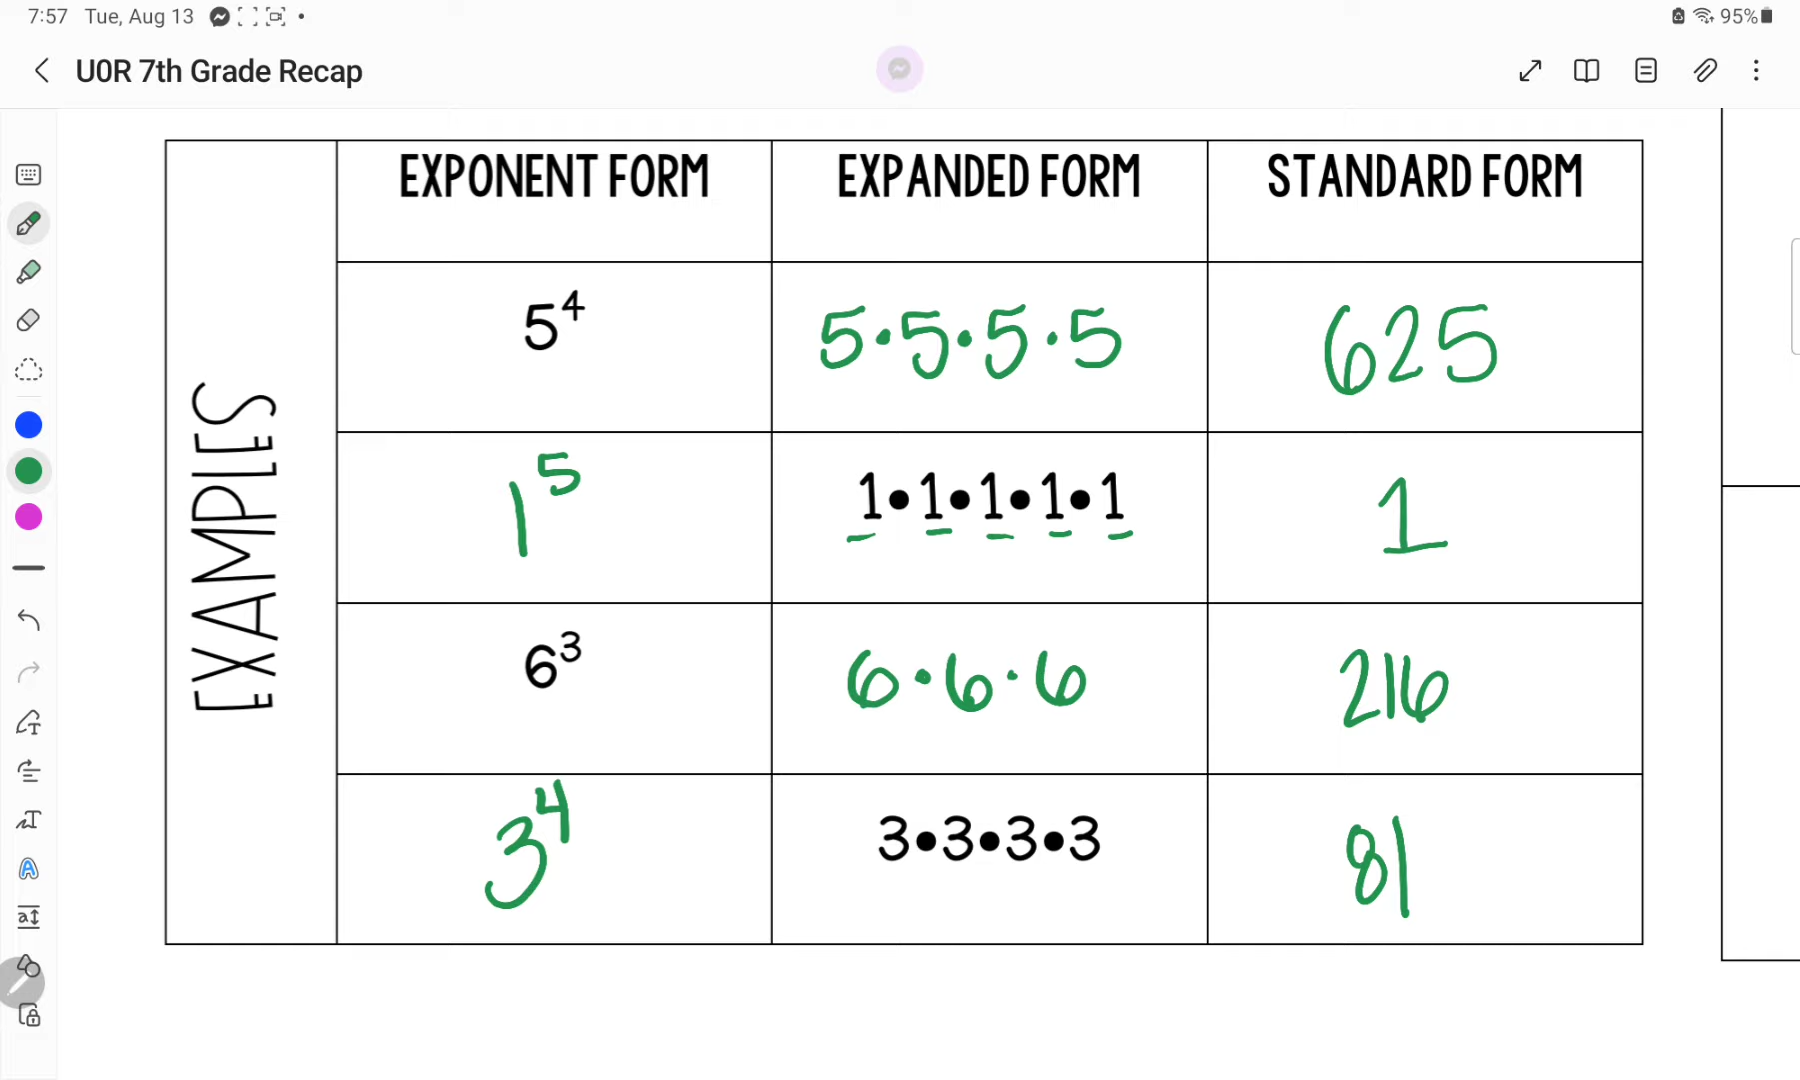 7:57 Tue, Aug 13
95%
U0R 7th Grade Recap
EXAMPLES
EXPONENT FORM EXPANDED FORM STANDARD FORM
5⁴ 5•5•5•5 625
1⁵ 1•1•1•1•1 1
6³ 6•6•6 216
3⁴ 3•3•3•3 81